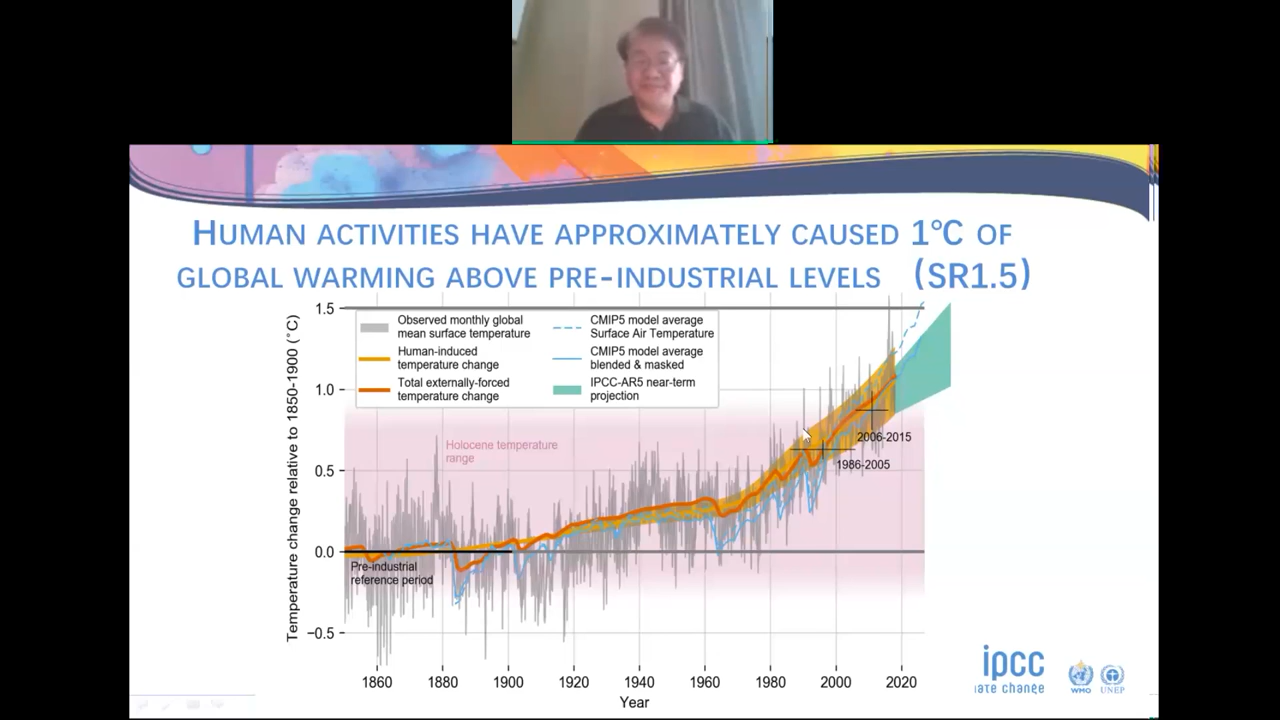 HUMAN ACTIVITIES HAVE APPROXIMATELY CAUSED 1°C OF
GLOBAL WARMING ABOVE PRE-INDUSTRIAL LEVELS (SR1.5)
Temperature change relative to 1850-1900 (°C)
1.5
1.0
0.5
0.0
−0.5
Observed monthly global
mean surface temperature
Human-induced
temperature change
Total externally-forced
temperature change
CMIP5 model average
Surface Air Temperature
CMIP5 model average
blended & masked
IPCC-AR5 near-term
projection
Holocene temperature
range
2006-2015
1986-2005
Pre-industrial
reference period
1860 1880 1900 1920 1940 1960 1980 2000 2020
Year
ipcc
ate change
WMO UNEP